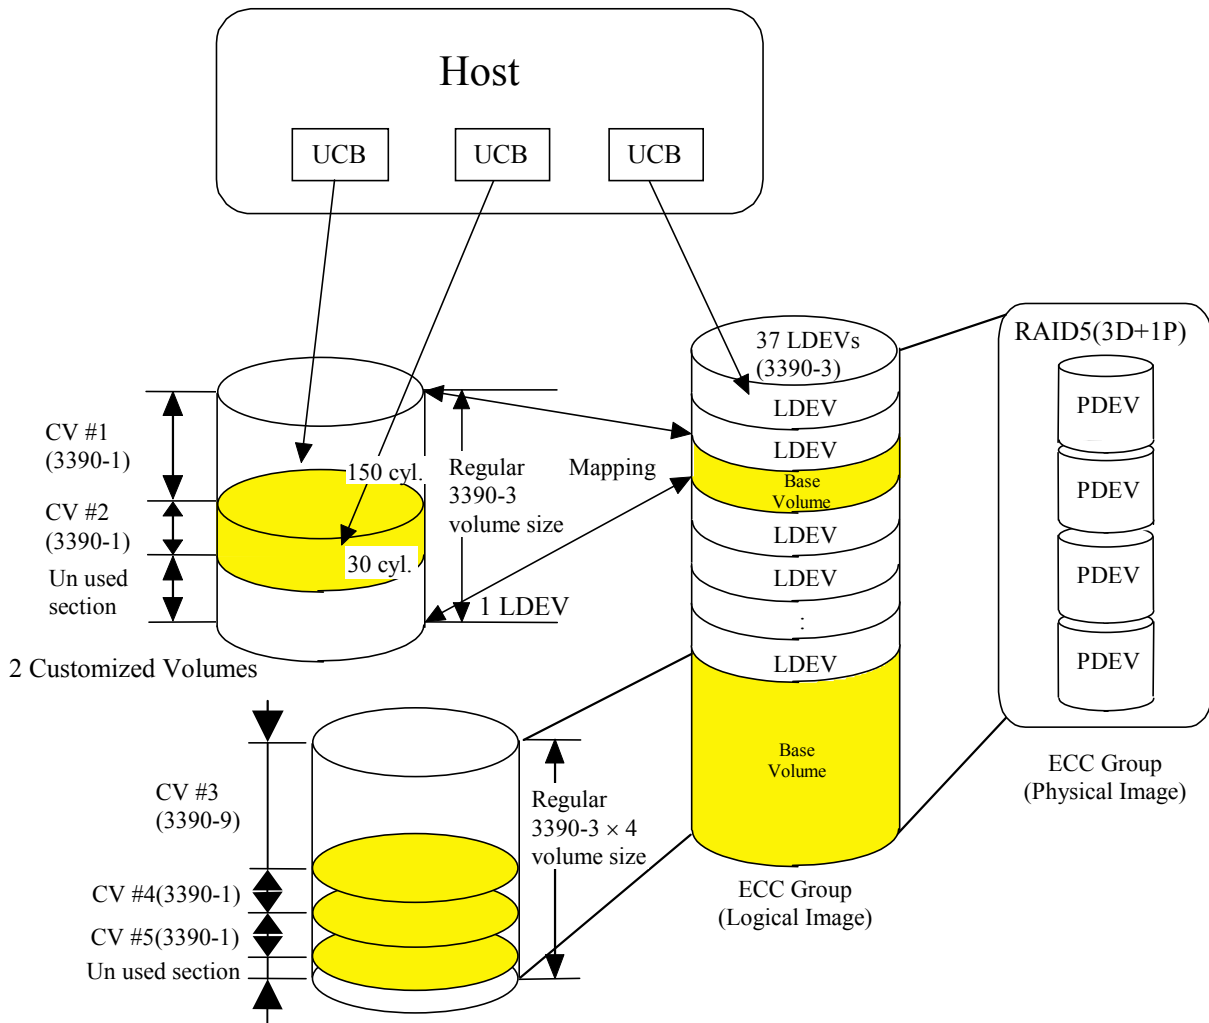 Host
UCB
UCB
UCB
37 LDEVs
(3390-3)
LDEV
LDEV
Base
Volume
LDEV
LDEV
:
LDEV
Base
Volume
ECC Group
(Logical Image)
RAID5(3D+1P)
PDEV
PDEV
PDEV
PDEV
ECC Group
(Physical Image)
CV #1
(3390-1)
CV #2
(3390-1)
Un used
section
150 cyl.
30 cyl.
Regular
3390-3
volume size
Mapping
1 LDEV
2 Customized Volumes
CV #3
(3390-9)
CV #4(3390-1)
CV #5(3390-1)
Un used section
Regular
3390-3 × 4
volume size